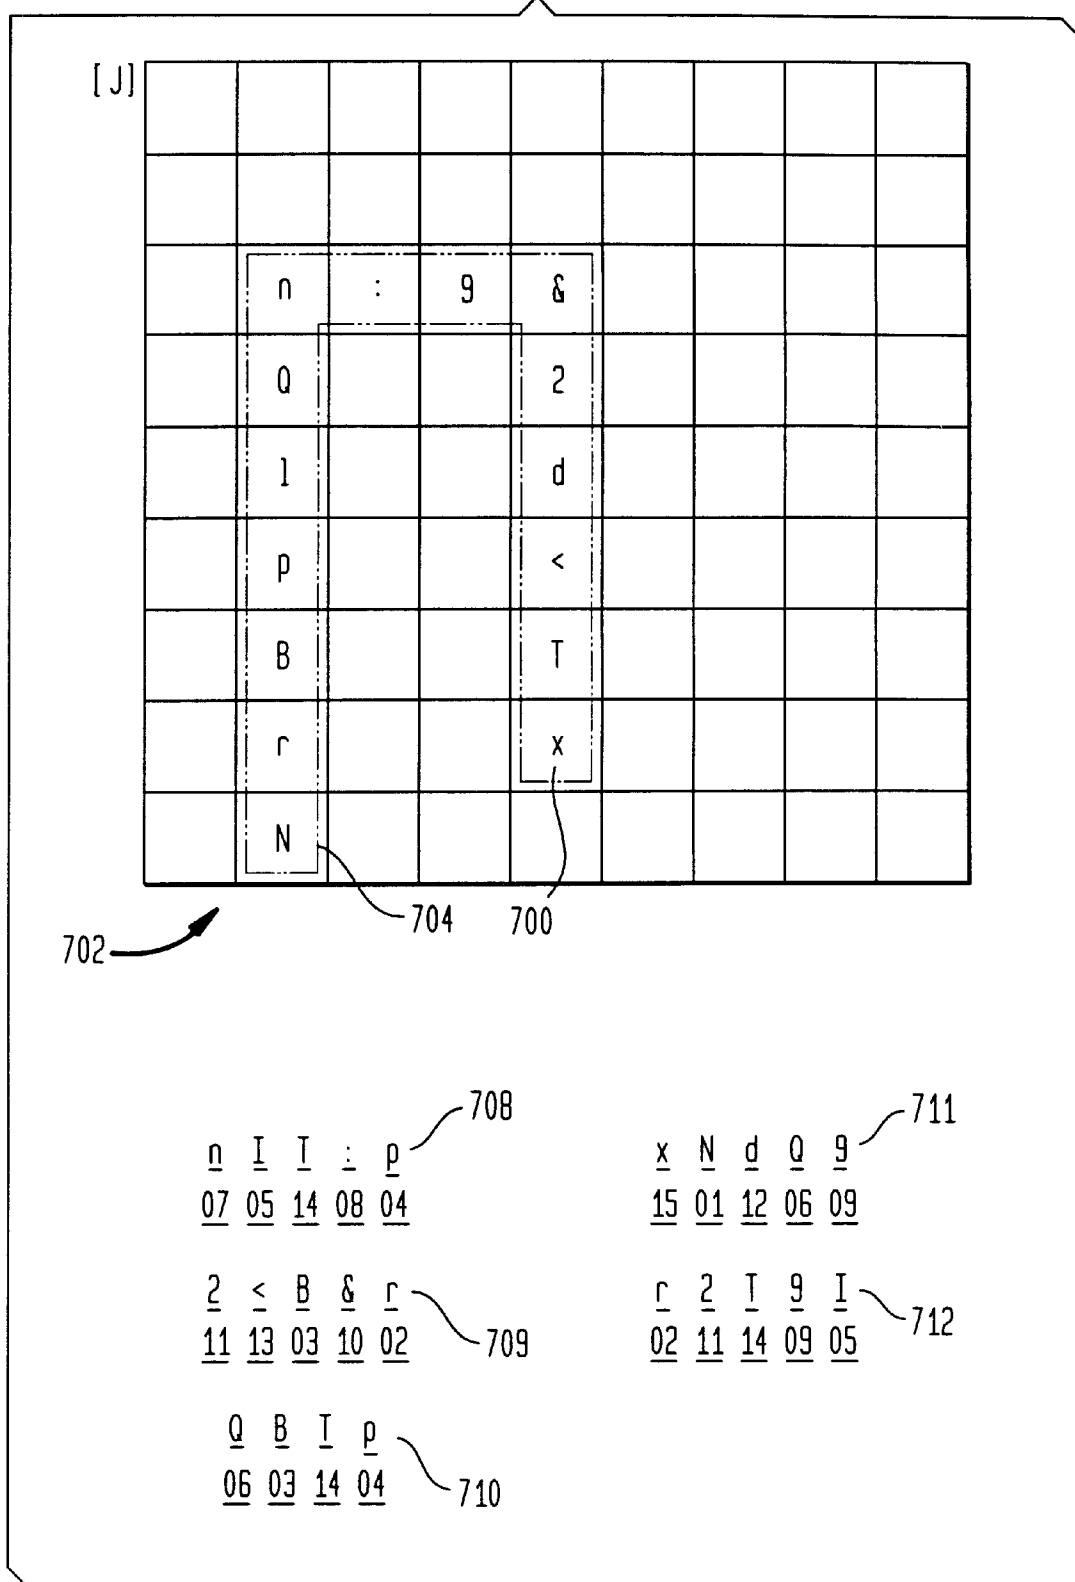 [J]
n : 9 &
Q 2
l d
p <
B T
r x
N
704 700
702
708
n I T : p
07 05 14 08 04
711
x N d Q 9
15 01 12 06 09
2 < B & r
11 13 03 10 02
709
r 2 T 9 I
02 11 14 09 05
712
Q B T p
06 03 14 04
710